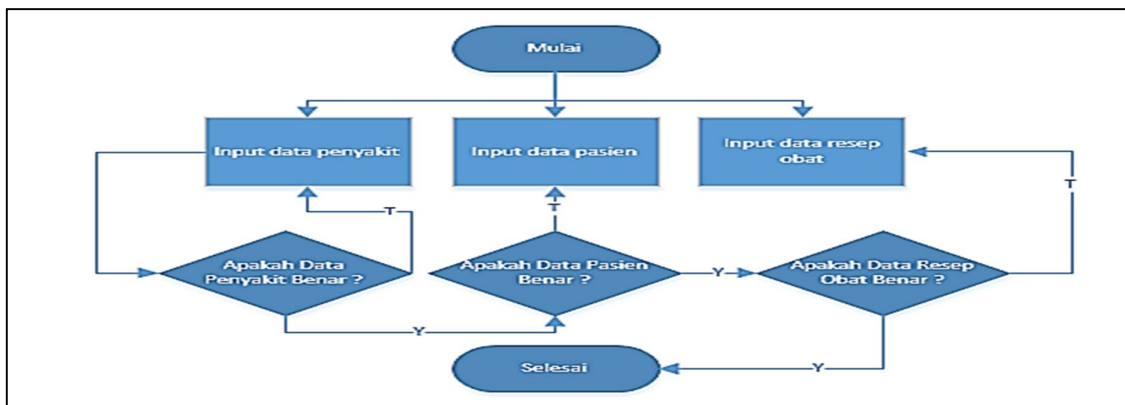 Mulai
Input data penyakit
Input data pasien
Input data resep
obat
T
T
T
Apakah Data
Penyakit Benar ?
Apakah Data Pasien
Benar ?
Y
Apakah Data Resep
Obat Benar ?
Y
Selesai
Y